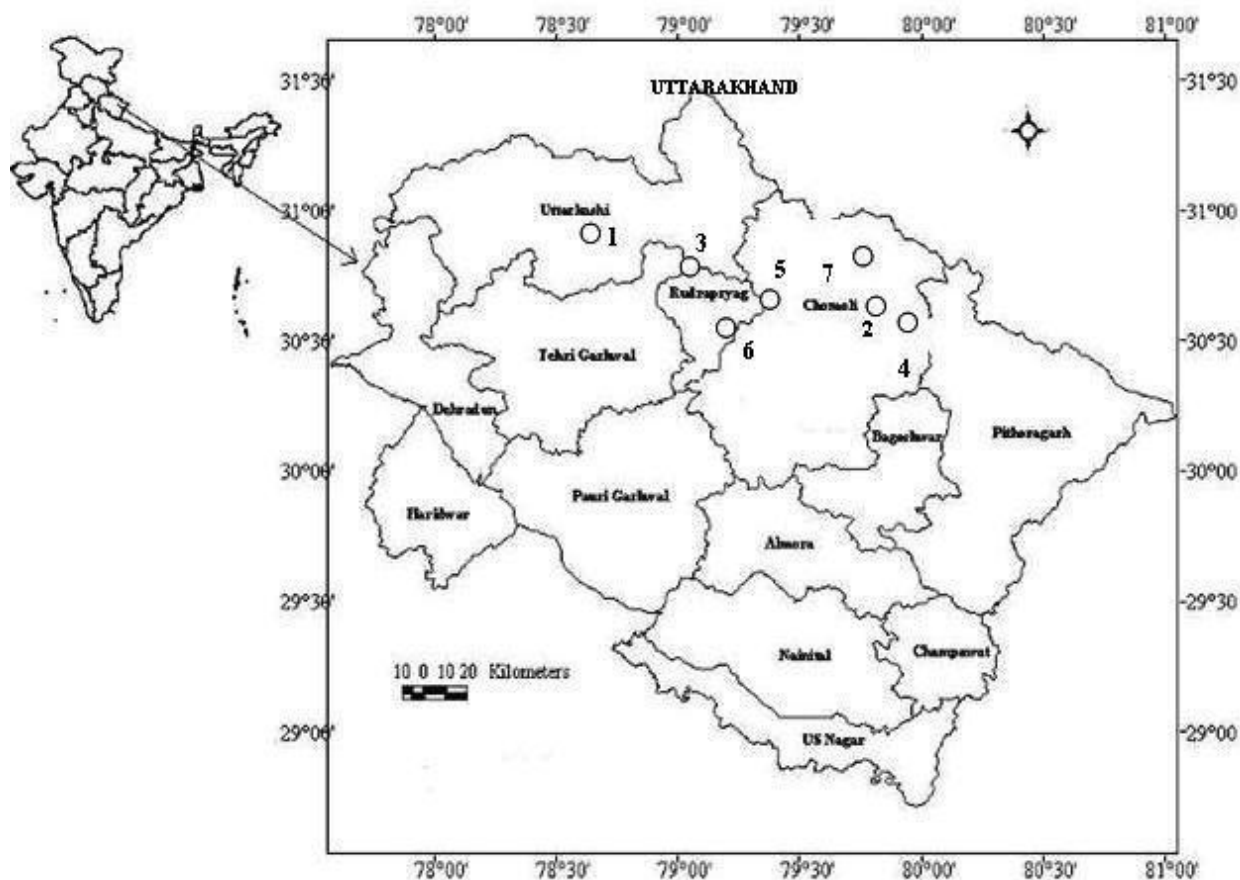 78°00' 78°30' 79°00' 79°30' 80°00' 80°30' 81°00'
UTTARAKHAND
31°30' 31°30'
31°00' 31°00'
Uttarkashi
1
3
5
7
Rudrapryag
Chomoli
2
30°30' 30°30'
6
4
Tehri Garhwal
Dehradun
Bageshwar
Pithoragarh
30°00' 30°00'
Pauri Garhwal
Haridwar
Almora
29°30' 29°30'
Nainital
Champawat
10 0 10 20 Kilometers
29°00' 29°00'
US Nagar
78°00' 78°30' 79°00' 79°30' 80°00' 80°30' 81°00'